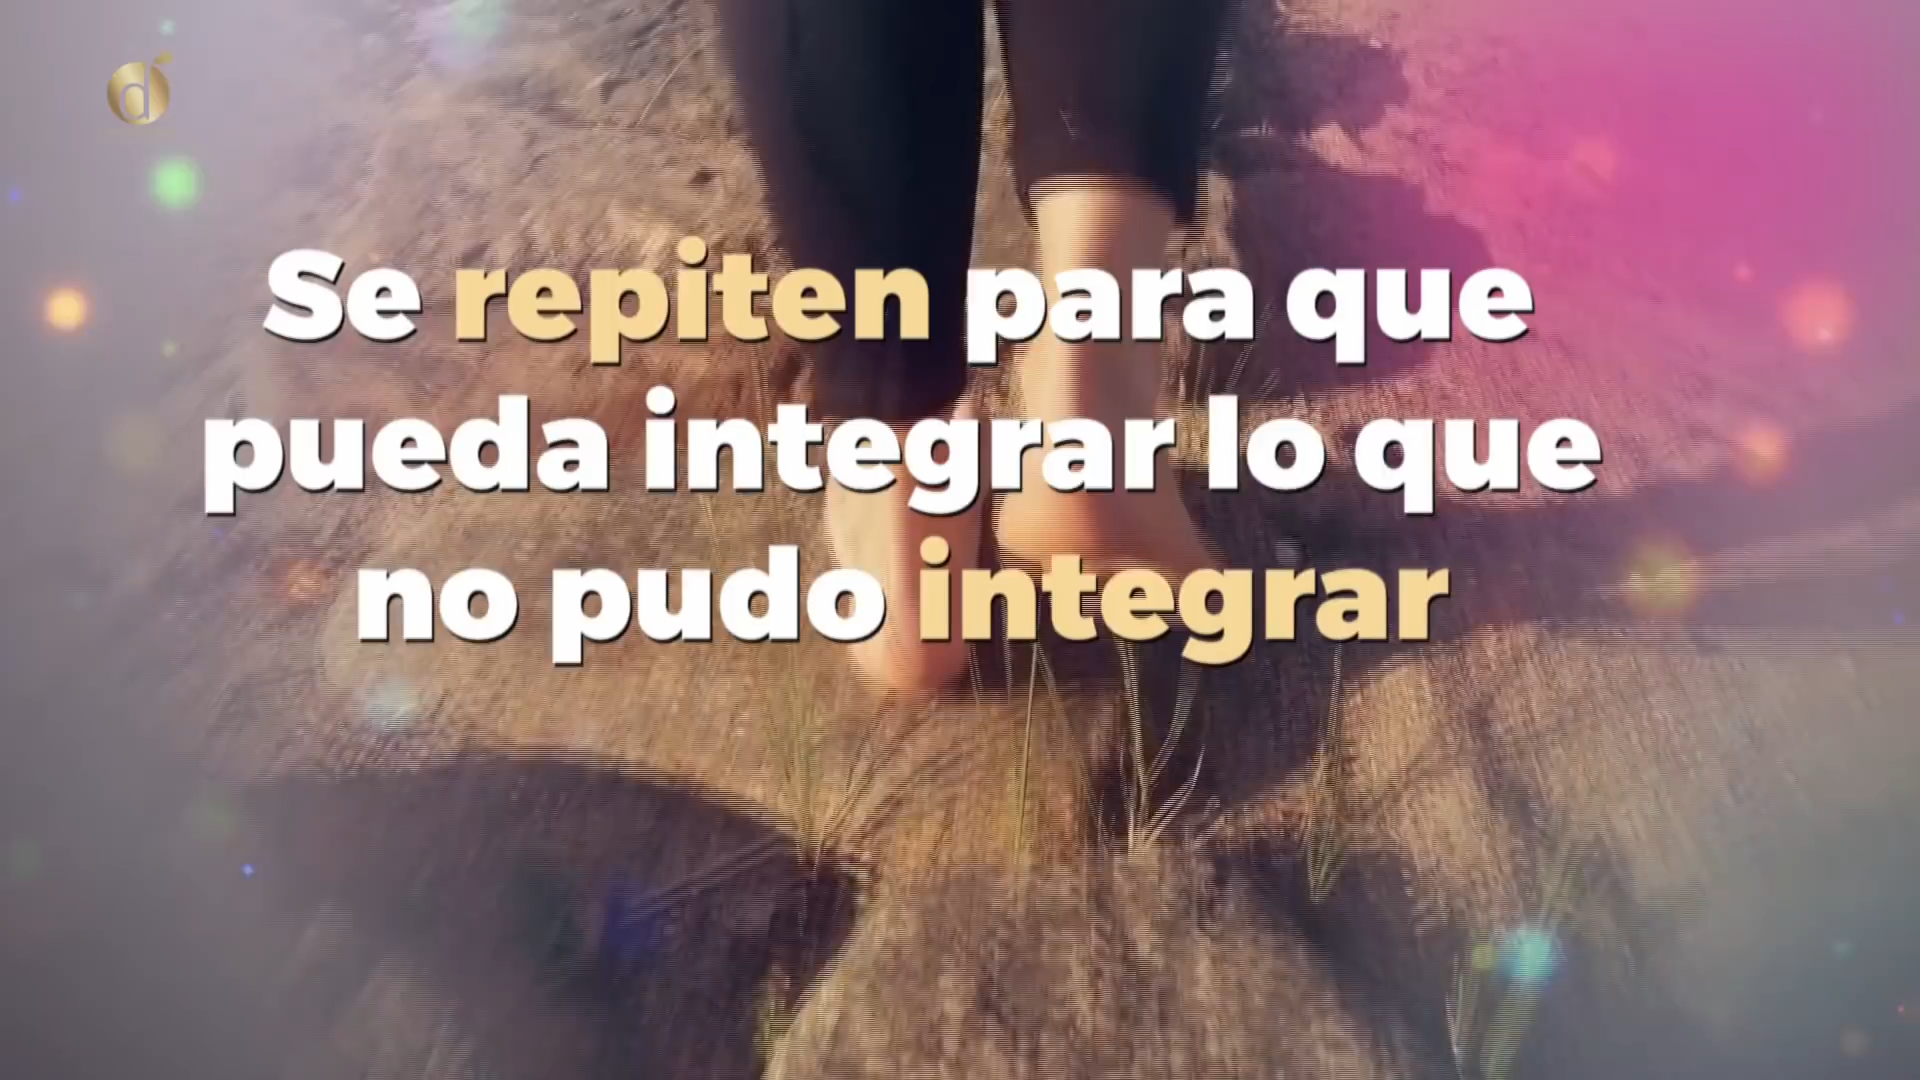 d
Se repiten para que
pueda integrar lo que
no pudo integrar